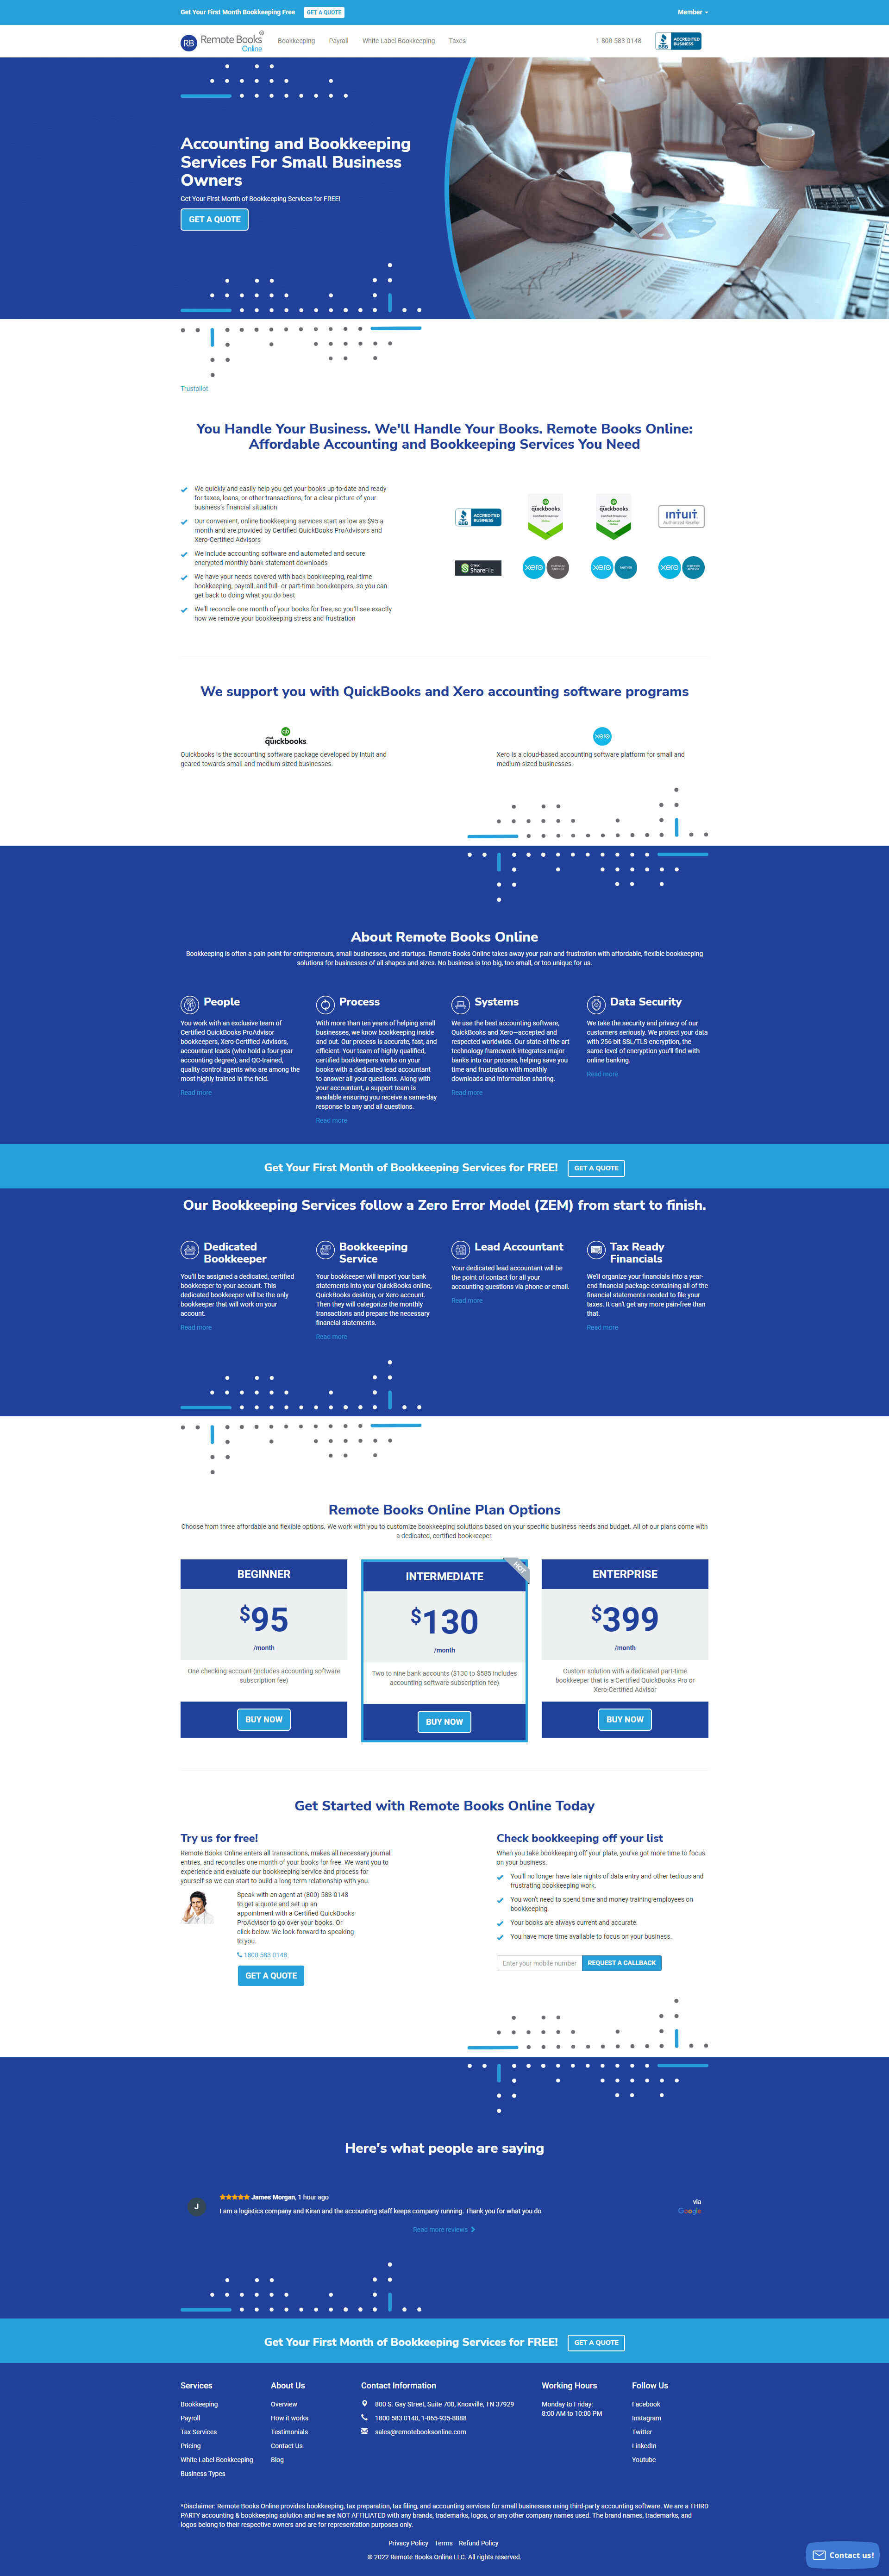 Get Your First Month Bookkeeping Free GET A QUOTE Member
RB Remote Books® Online Bookkeeping Payroll White Label Bookkeeping Taxes 1-800-583-0148 BBB ACCREDITED BUSINESS
Accounting and Bookkeeping
Services For Small Business
Owners
Get Your First Month of Bookkeeping Services for FREE!
GET A QUOTE
Trustpilot
You Handle Your Business. We'll Handle Your Books. Remote Books Online:
Affordable Accounting and Bookkeeping Services You Need
We quickly and easily help you get your books up-to-date and ready
for taxes, loans, or other transactions, for a clear picture of your
business's financial situation
Our convenient, online bookkeeping services start as low as $95 a
month and are provided by Certified QuickBooks ProAdvisors and
Xero-Certified Advisors
We include accounting software and automated and secure
encrypted monthly bank statement downloads
We have your needs covered with back bookkeeping, real-time
bookkeeping, payroll, and full- or part-time bookkeepers, so you can
get back to doing what you do best
We'll reconcile one month of your books for free, so you'll see exactly
how we remove your bookkeeping stress and frustration
BBB ACCREDITED BUSINESS
quickbooks
quickbooks
intuit
Authorized Reseller
ShareFile
xero
xero PARTNER
xero
We support you with QuickBooks and Xero accounting software programs
quickbooks
Quickbooks is the accounting software package developed by Intuit and
geared towards small and medium-sized businesses.
xero
Xero is a cloud-based accounting software platform for small and
medium-sized businesses.
About Remote Books Online
Bookkeeping is often a pain point for entrepreneurs, small businesses, and startups. Remote Books Online takes away your pain and frustration with affordable, flexible bookkeeping
solutions for businesses of all shapes and sizes. No business is too big, too small, or too unique for us.
People
You work with an exclusive team of
Certified QuickBooks ProAdvisor
bookkeepers, Xero-Certified Advisors,
accountant leads (who hold a four-year
accounting degree), and QC-trained,
quality control agents who are among the
most highly trained in the field.
Read more
Process
With more than ten years of helping small
businesses, we know bookkeeping inside
and out. Our process is accurate, fast, and
efficient. Your team of highly qualified,
certified bookkeepers works on your
books with a dedicated lead accountant
to answer all your questions. Along with
your accountant, a support team is
available ensuring you receive a same-day
response to any and all questions.
Read more
Systems
We use the best accounting software,
QuickBooks and Xero—accepted and
respected worldwide. Our state-of-the-art
technology framework integrates major
banks into our process, helping save you
time and frustration with monthly
downloads and information sharing.
Read more
Data Security
We take the security and privacy of our
customers seriously. We protect your data
with 256-bit SSL/TLS encryption, the
same level of encryption you'll find with
online banking.
Read more
Get Your First Month of Bookkeeping Services for FREE! GET A QUOTE
Our Bookkeeping Services follow a Zero Error Model (ZEM) from start to finish.
Dedicated
Bookkeeper
You'll be assigned a dedicated, certified
bookkeeper to your account. This
dedicated bookkeeper will be the only
bookkeeper that will work on your
account.
Read more
Bookkeeping
Service
Your bookkeeper will import your bank
statements into your QuickBooks online,
QuickBooks desktop, or Xero account.
Then they will categorize the monthly
transactions and prepare the necessary
financial statements.
Read more
Lead Accountant
Your dedicated lead accountant will be
the point of contact for all your
accounting questions via phone or email.
Read more
Tax Ready
Financials
We'll organize your financials into a year-
end financial package containing all of the
financial statements needed to file your
taxes. It can't get any more pain-free than
that.
Read more
Remote Books Online Plan Options
Choose from three affordable and flexible options. We work with you to customize bookkeeping solutions based on your specific business needs and budget. All of our plans come with
a dedicated, certified bookkeeper.
BEGINNER
$95
/month
One checking account (includes accounting software
subscription fee)
BUY NOW
HOT
INTERMEDIATE
$130
/month
Two to nine bank accounts ($130 to $585 includes
accounting software subscription fee)
BUY NOW
ENTERPRISE
$399
/month
Custom solution with a dedicated part-time
bookkeeper that is a Certified QuickBooks Pro or
Xero-Certified Advisor
BUY NOW
Get Started with Remote Books Online Today
Try us for free!
Remote Books Online enters all transactions, makes all necessary journal
entries, and reconciles one month of your books for free. We want you to
experience and evaluate our bookkeeping service and process for
yourself so we can start to build a long-term relationship with you.
Speak with an agent at (800) 583-0148
to get a quote and set up an
appointment with a Certified QuickBooks
ProAdvisor to go over your books. Or
click below. We look forward to speaking
to you.
1800 583 0148
GET A QUOTE
Check bookkeeping off your list
When you take bookkeeping off your plate, you've got more time to focus
on your business.
You'll no longer have late nights of data entry and other tedious and
frustrating bookkeeping work.
You won't need to spend time and money training employees on
bookkeeping.
Your books are always current and accurate.
You have more time available to focus on your business.
Enter your mobile number REQUEST A CALLBACK
Here's what people are saying
J
James Morgan, 1 hour ago
I am a logistics company and Kiran and the accounting staff keeps company running. Thank you for what you do
via
Google
Read more reviews
Get Your First Month of Bookkeeping Services for FREE! GET A QUOTE
Services
Bookkeeping
Payroll
Tax Services
Pricing
White Label Bookkeeping
Business Types
About Us
Overview
How it works
Testimonials
Contact Us
Blog
Contact Information
800 S. Gay Street, Suite 700, Knoxville, TN 37929
1800 583 0148, 1-865-935-8888
sales@remotebooksonline.com
Working Hours
Monday to Friday:
8:00 AM to 10:00 PM
Follow Us
Facebook
Instagram
Twitter
LinkedIn
Youtube
*Disclaimer: Remote Books Online provides bookkeeping, tax preparation, tax filing, and accounting services for small businesses using third-party accounting software. We are a THIRD
PARTY accounting & bookkeeping solution and we are NOT AFFILIATED with any brands, trademarks, logos, or any other company names used. The brand names, trademarks, and
logos belong to their respective owners and are for representation purposes only.
Privacy Policy Terms Refund Policy
© 2022 Remote Books Online LLC. All rights reserved.
Contact us!